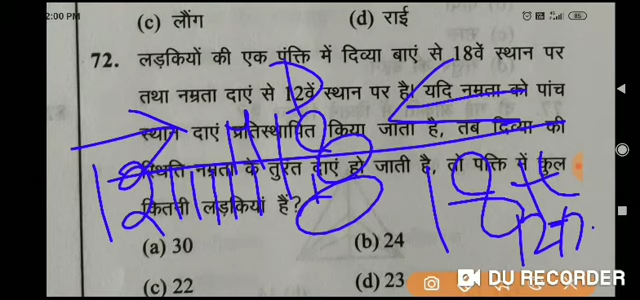 2:00 PM 85
(c) लौंग (d) राई
72. लड़कियों की एक पंक्ति में दिव्या बाएं से 18वें स्थान पर
तथा नम्रता दाएं से 12वें स्थान पर है। यदि नम्रता को पांच
स्थान दाएं प्रतिस्थापित किया जाता है, तब दिव्या की
स्थिति नम्रता के तुरंत दाएं हो जाती है, तो पंक्ति में कुल
कितनी लड़कियां हैं?
(a) 30 (b) 24
(c) 22 (d) 23
DU RECORDER